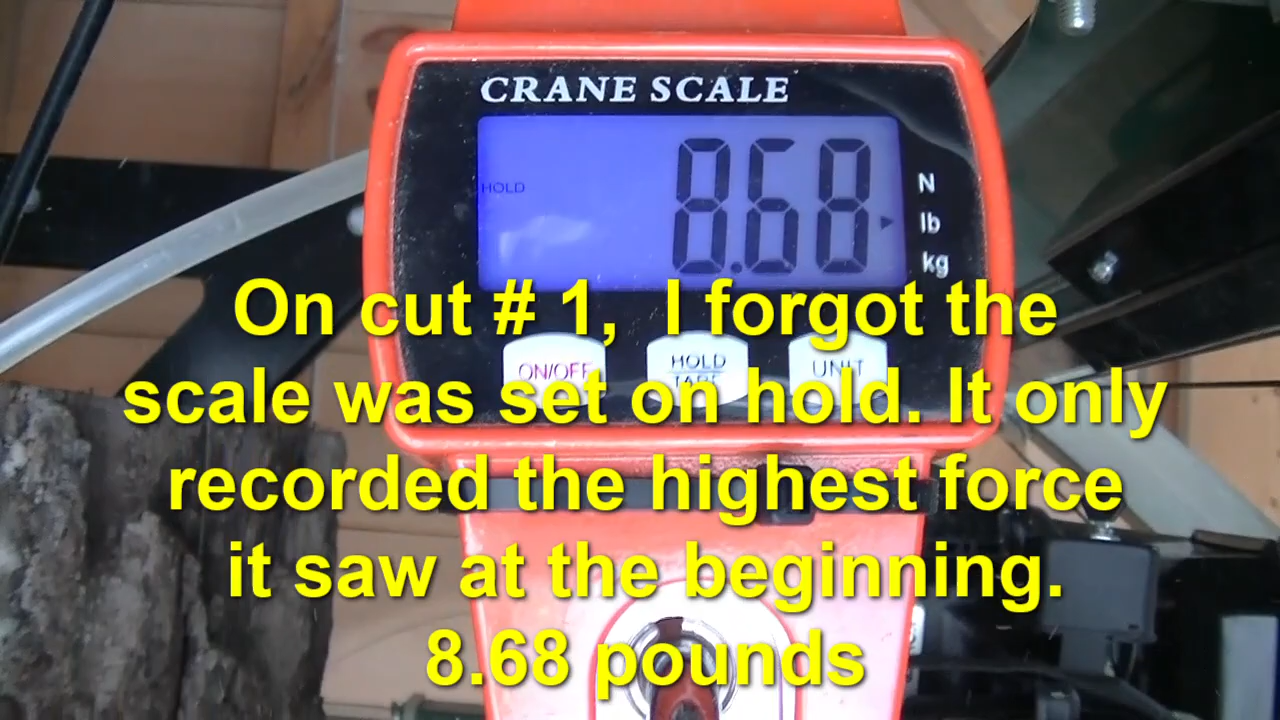 CRANE SCALE
HOLD
8.68
N
lb
kg
ON/OFF
HOLD
TARE
UNIT
On cut # 1, I forgot the
scale was set on hold. It only
recorded the highest force
it saw at the beginning.
8.68 pounds